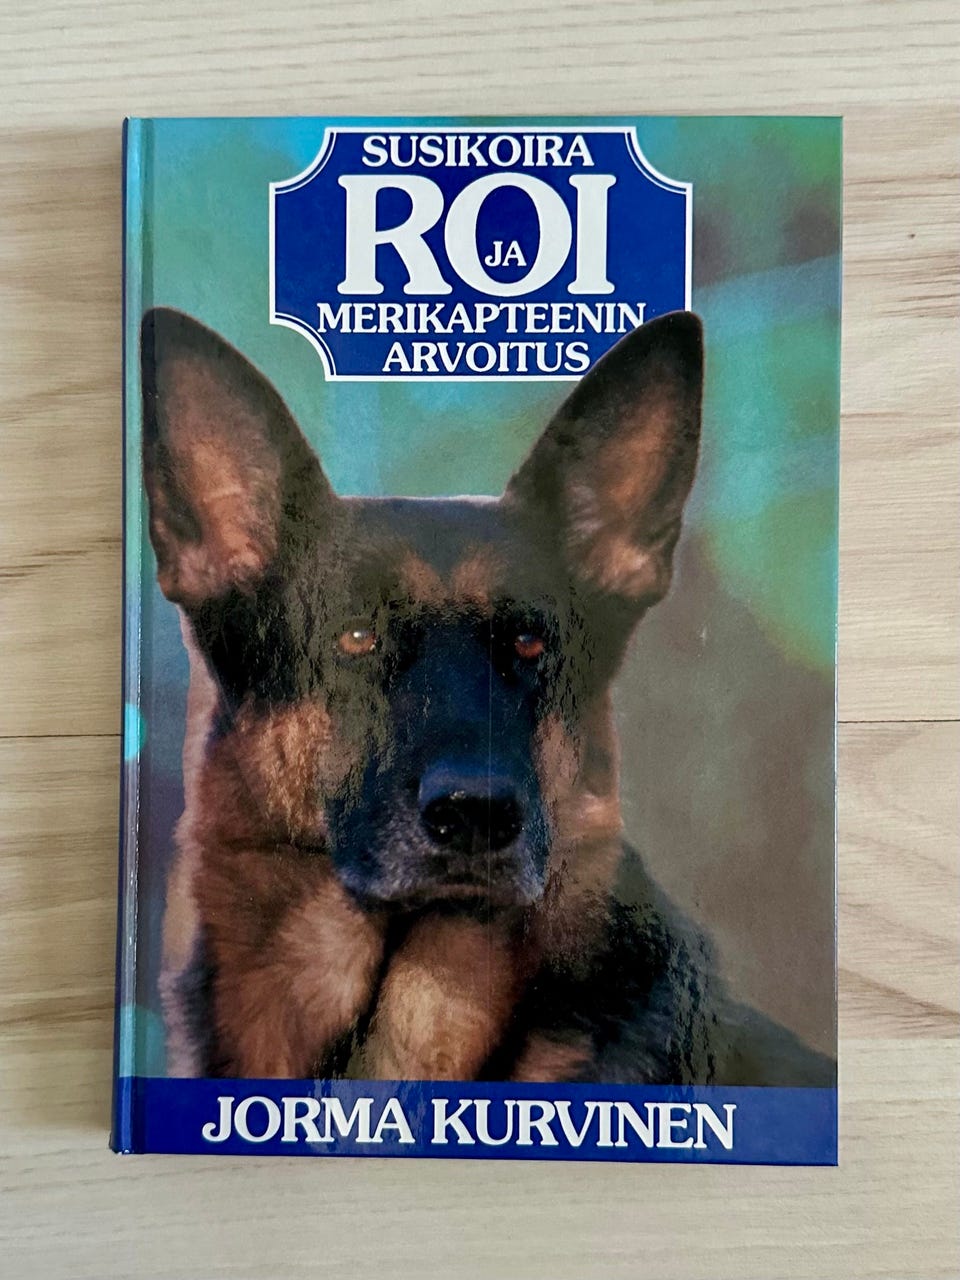 SUSIKOIRA
ROI
JA
MERIKAPTEENIN
ARVOITUS
JORMA KURVINEN